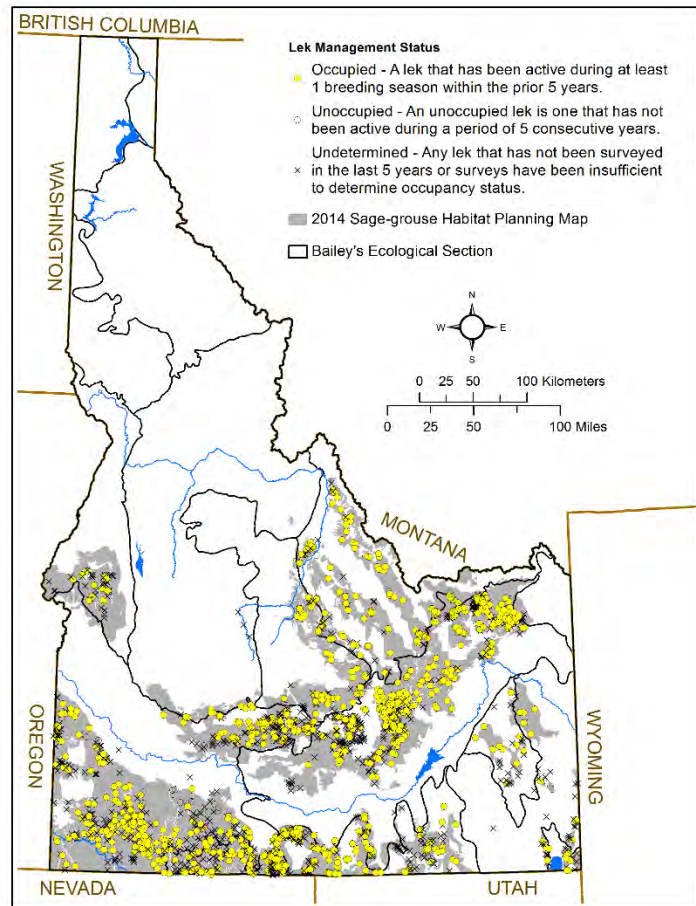 BRITISH COLUMBIA
Lek Management Status
Occupied - A lek that has been active during at least
1 breeding season within the prior 5 years.
Unoccupied - An unoccupied lek is one that has not
been active during a period of 5 consecutive years.
Undetermined - Any lek that has not been surveyed
in the last 5 years or surveys have been insufficient
to determine occupancy status.
2014 Sage-grouse Habitat Planning Map
Bailey's Ecological Section
WASHINGTON
N
W E
S
0 25 50 100 Kilometers
0 25 50 100 Miles
MONTANA
OREGON
WYOMING
NEVADA
UTAH